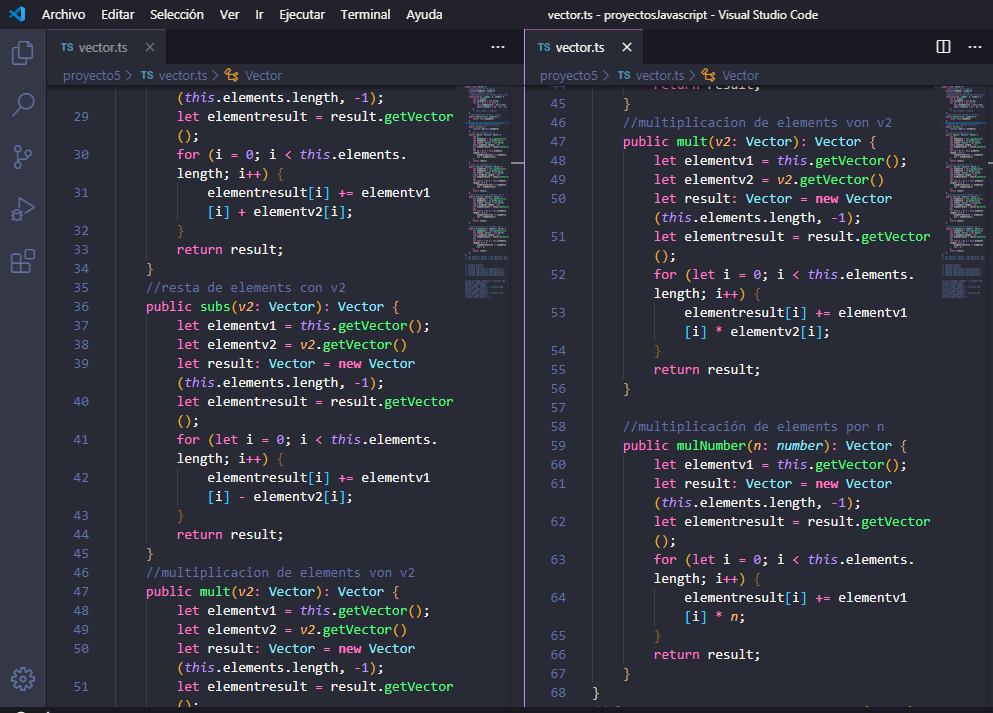 Archivo Editar Selección Ver Ir Ejecutar Terminal Ayuda vector.ts - proyectosJavascript - Visual Studio Code
TS vector.ts
proyecto5 > TS vector.ts > Vector
(this.elements.length, -1);
29 let elementresult = result.getVector
();
30 for (i = 0; i < this.elements.
length; i++) {
31 elementresult[i] += elementv1
[i] + elementv2[i];
32 }
33 return result;
34 }
35 //resta de elements con v2
36 public subs(v2: Vector): Vector {
37 let elementv1 = this.getVector();
38 let elementv2 = v2.getVector()
39 let result: Vector = new Vector
(this.elements.length, -1);
40 let elementresult = result.getVector
();
41 for (let i = 0; i < this.elements.
length; i++) {
42 elementresult[i] += elementv1
[i] - elementv2[i];
43 }
44 return result;
45 }
46 //multiplicacion de elements von v2
47 public mult(v2: Vector): Vector {
48 let elementv1 = this.getVector();
49 let elementv2 = v2.getVector()
50 let result: Vector = new Vector
(this.elements.length, -1);
51 let elementresult = result.getVector
();
TS vector.ts
proyecto5 > TS vector.ts > Vector
44 return result;
45 }
46 //multiplicacion de elements von v2
47 public mult(v2: Vector): Vector {
48 let elementv1 = this.getVector();
49 let elementv2 = v2.getVector()
50 let result: Vector = new Vector
(this.elements.length, -1);
51 let elementresult = result.getVector
();
52 for (let i = 0; i < this.elements.
length; i++) {
53 elementresult[i] += elementv1
[i] * elementv2[i];
54 }
55 return result;
56 }
57
58 //multiplicación de elements por n
59 public mulNumber(n: number): Vector {
60 let elementv1 = this.getVector();
61 let result: Vector = new Vector
(this.elements.length, -1);
62 let elementresult = result.getVector
();
63 for (let i = 0; i < this.elements.
length; i++) {
64 elementresult[i] += elementv1
[i] * n;
65 }
66 return result;
67 }
68 }